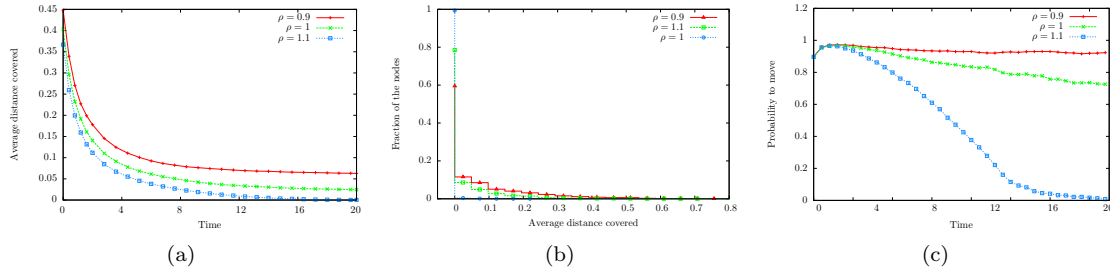 0.45
0.4
0.35
0.3
0.25
0.2
0.15
0.1
0.05
0
Average distance covered
ρ = 0.9
ρ = 1
ρ = 1.1
0 4 8 12 16 20
Time
(a)
1
0.8
0.6
0.4
0.2
0
Fraction of the nodes
ρ = 0.9
ρ = 1.1
ρ = 1
0 0.1 0.2 0.3 0.4 0.5 0.6 0.7 0.8
Average distance covered
(b)
1.2
1
0.8
0.6
0.4
0.2
0
Probability to move
ρ = 0.9
ρ = 1
ρ = 1.1
0 4 8 12 16 20
Time
(c)